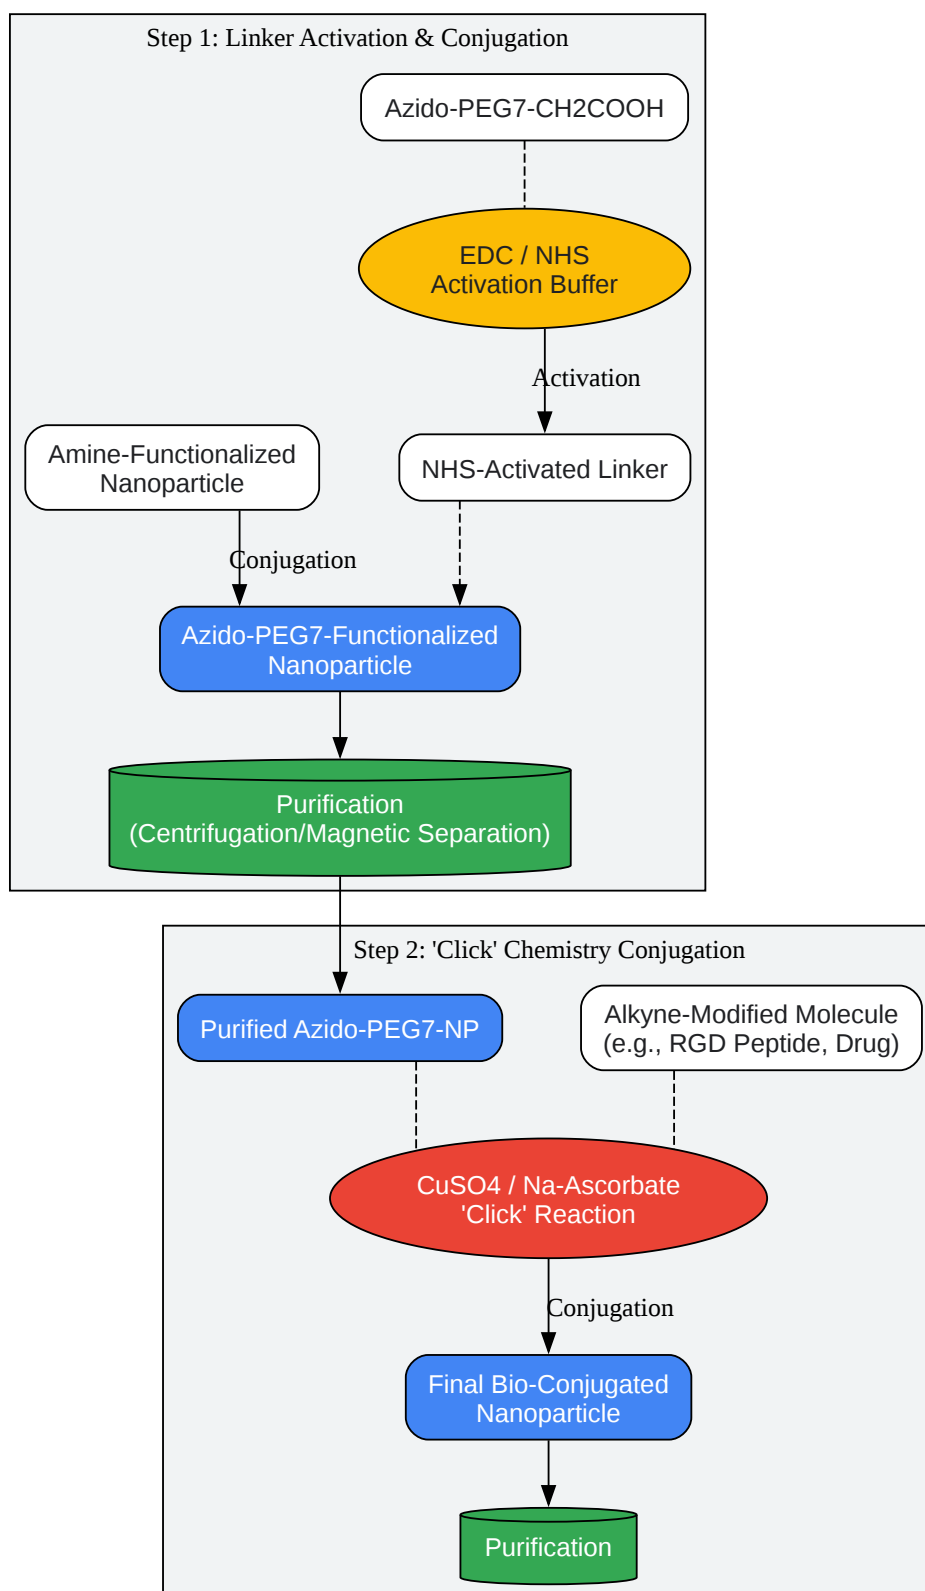 Step 1: Linker Activation & Conjugation
Azido-PEG7-CH2COOH
EDC / NHS
Activation Buffer
Activation
Amine-Functionalized
Nanoparticle
NHS-Activated Linker
Conjugation
Azido-PEG7-Functionalized
Nanoparticle
Purification
(Centrifugation/Magnetic Separation)
Step 2: 'Click' Chemistry Conjugation
Purified Azido-PEG7-NP
Alkyne-Modified Molecule
(e.g., RGD Peptide, Drug)
CuSO4 / Na-Ascorbate
'Click' Reaction
Conjugation
Final Bio-Conjugated
Nanoparticle
Purification